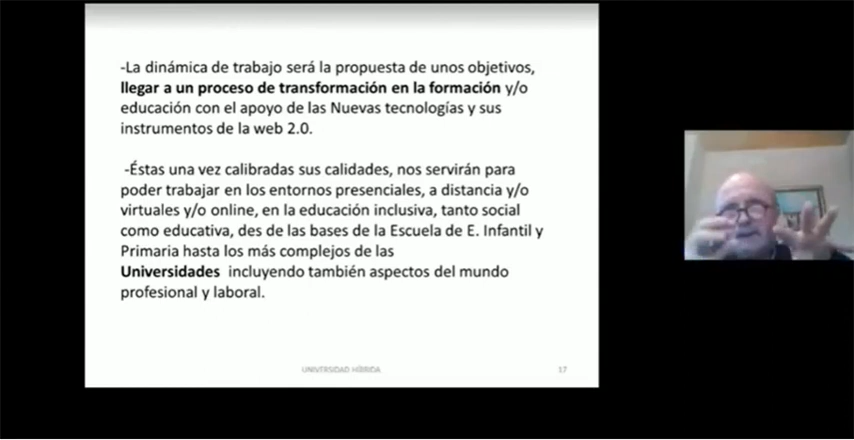 -La dinámica de trabajo será la propuesta de unos objetivos,
llegar a un proceso de transformación en la formación y/o
educación con el apoyo de las Nuevas tecnologías y sus
instrumentos de la web 2.0.
-Éstas una vez calibradas sus calidades, nos servirán para
poder trabajar en los entornos presenciales, a distancia y/o
virtuales y/o online, en la educación inclusiva, tanto social
como educativa, des de las bases de la Escuela de E. Infantil y
Primaria hasta los más complejos de las
Universidades incluyendo también aspectos del mundo
profesional y laboral.
UNIVERSIDAD HÍBRIDA
17